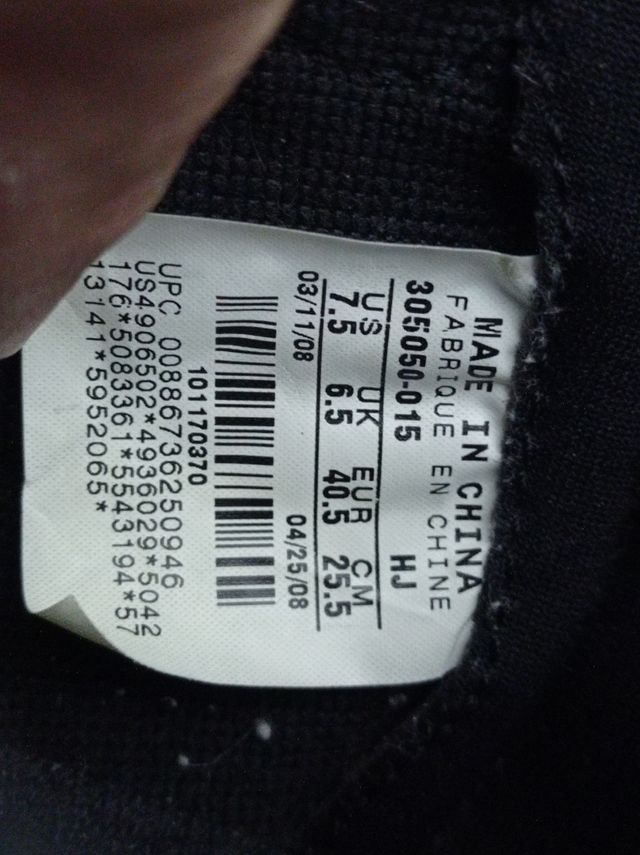 MADE IN CHINA
FABRIQUE EN CHINE
305050-015 HJ
US UK EUR CM
7.5 6.5 40.5 25.5
03/11/08 04/25/08
101170370
UPC 00886736250946
US4906502*4936029*5042
176*5083361*5543194*57
13141*5952065*